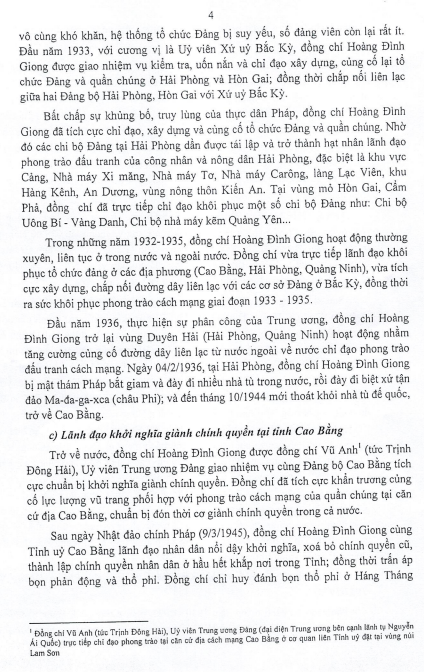 4
vô cùng khó khăn, hệ thống tổ chức Đảng bị suy yếu, số đảng viên còn lại rất ít.
Đầu năm 1933, với cương vị là Uỷ viên Xứ uỷ Bắc Kỳ, đồng chí Hoàng Đình
Giong được giao nhiệm vụ kiểm tra, uốn nắn và chỉ đạo xây dựng, củng cố lại tổ
chức Đảng và quần chúng ở Hải Phòng và Hòn Gai; đồng thời chắp nối liên lạc
giữa hai Đảng bộ Hải Phòng, Hòn Gai với Xứ uỷ Bắc Kỳ.
Bất chấp sự khủng bố, truy lùng của thực dân Pháp, đồng chí Hoàng Đình
Giong đã tích cực chỉ đạo, xây dựng và củng cố tổ chức Đảng và quần chúng. Nhờ
đó các chi bộ Đảng tại Hải Phòng dần được tái lập và trở thành hạt nhân lãnh đạo
phong trào đấu tranh của công nhân và nông dân Hải Phòng, đặc biệt là khu vực
Cảng, Nhà máy Xi măng, Nhà máy Tơ, Nhà máy Carông, làng Lạc Viên, khu
Hàng Kênh, An Dương, vùng nông thôn Kiến An. Tại vùng mỏ Hòn Gai, Cẩm
Phả, đồng chí đã trực tiếp chỉ đạo khôi phục một số chi bộ Đảng như: Chi bộ
Uông Bí - Vàng Danh, Chi bộ nhà máy kẽm Quảng Yên...
Trong những năm 1932-1935, đồng chí Hoàng Đình Giong hoạt động thường
xuyên, liên tục ở trong nước và ngoài nước. Đồng chí vừa trực tiếp lãnh đạo khôi
phục tổ chức đảng ở các địa phương (Cao Bằng, Hải Phòng, Quảng Ninh), vừa tích
cực xây dựng, chắp nối đường dây liên lạc với các cơ sở Đảng ở Bắc Kỳ, đồng thời
ra sức khôi phục phong trào cách mạng giai đoạn 1933 - 1935.
Đầu năm 1936, thực hiện sự phân công của Trung ương, đồng chí Hoàng
Đình Giong trở lại vùng Duyên Hải (Hải Phòng, Quảng Ninh) hoạt động nhằm
tăng cường củng cố đường dây liên lạc từ nước ngoài về nước chỉ đạo phong trào
đấu tranh cách mạng. Ngày 04/2/1936, tại Hải Phòng, đồng chí Hoàng Đình Giong
bị mật thám Pháp bắt giam và đày đi nhiều nhà tù trong nước, rồi đày đi biệt xứ tận
đảo Ma-đa-ga-xca (châu Phi); và đến tháng 10/1944 mới thoát khỏi nhà tù đế quốc,
trở về Cao Bằng.
c) Lãnh đạo khởi nghĩa giành chính quyền tại tỉnh Cao Bằng
Trở về nước, đồng chí Hoàng Đình Giong được đồng chí Vũ Anh¹ (tức Trịnh
Đông Hải), Uỷ viên Trung ương Đảng giao nhiệm vụ cùng Đảng bộ Cao Bằng tích
cực chuẩn bị khởi nghĩa giành chính quyền. Đồng chí đã tích cực khẩn trương củng
cố lực lượng vũ trang phối hợp với phong trào cách mạng của quần chúng tại căn
cứ địa Cao Bằng, chuẩn bị đón thời cơ giành chính quyền trong cả nước.
Sau ngày Nhật đảo chính Pháp (9/3/1945), đồng chí Hoàng Đình Giong cùng
Tỉnh uỷ Cao Bằng lãnh đạo nhân dân nổi dậy khởi nghĩa, xoá bỏ chính quyền cũ,
thành lập chính quyền nhân dân ở hầu hết khắp nơi trong Tỉnh; đồng thời trấn áp
bọn phản động và thổ phỉ. Đồng chí chỉ huy đánh bọn thổ phỉ ở Háng Tháng
¹ Đồng chí Vũ Anh (tức Trịnh Đông Hải), Uỷ viên Trung ương Đảng (đại diện Trung ương bên cạnh lãnh tụ Nguyễn
Ái Quốc) trực tiếp chỉ đạo phong trào tại căn cứ địa cách mạng Cao Bằng ở cơ quan liên Tỉnh uỷ đặt tại vùng núi
Lam Sơn